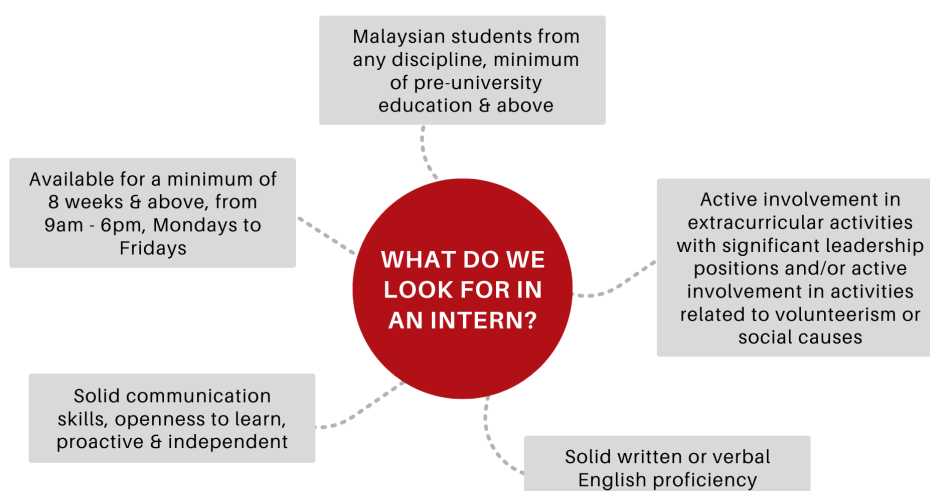 Malaysian students from
any discipline, minimum
of pre-university
education & above
Available for a minimum of
8 weeks & above, from
9am - 6pm, Mondays to
Fridays
WHAT DO WE
LOOK FOR IN
AN INTERN?
Active involvement in
extracurricular activities
with significant leadership
positions and/or active
involvement in activities
related to volunteerism or
social causes
Solid communication
skills, openness to learn,
proactive & independent
Solid written or verbal
English proficiency